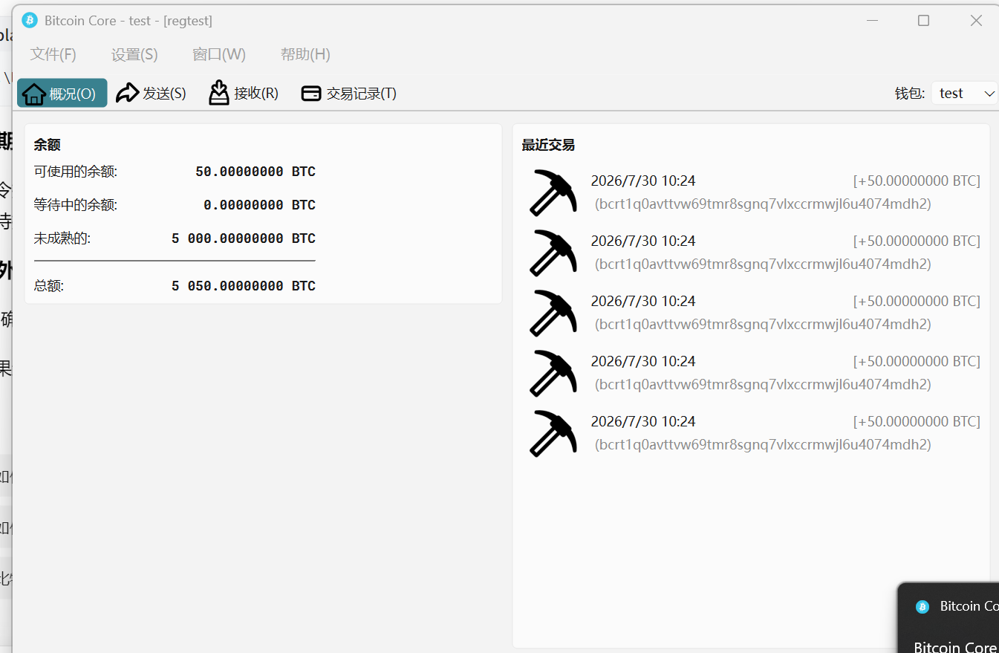 Bitcoin Core - test - [regtest]
文件(F) 设置(S) 窗口(W) 帮助(H)
概况(O) 发送(S) 接收(R) 交易记录(T) 钱包: test
余额
可使用的余额: 50.00000000 BTC
等待中的余额: 0.00000000 BTC
未成熟的: 5 000.00000000 BTC
总额: 5 050.00000000 BTC
最近交易
2026/7/30 10:24 [+50.00000000 BTC]
(bcrt1q0avttvw69tmr8sgnq7vlxccrmwjl6u4074mdh2)
2026/7/30 10:24 [+50.00000000 BTC]
(bcrt1q0avttvw69tmr8sgnq7vlxccrmwjl6u4074mdh2)
2026/7/30 10:24 [+50.00000000 BTC]
(bcrt1q0avttvw69tmr8sgnq7vlxccrmwjl6u4074mdh2)
2026/7/30 10:24 [+50.00000000 BTC]
(bcrt1q0avttvw69tmr8sgnq7vlxccrmwjl6u4074mdh2)
2026/7/30 10:24 [+50.00000000 BTC]
(bcrt1q0avttvw69tmr8sgnq7vlxccrmwjl6u4074mdh2)
Bitcoin Co
Bitcoin Core